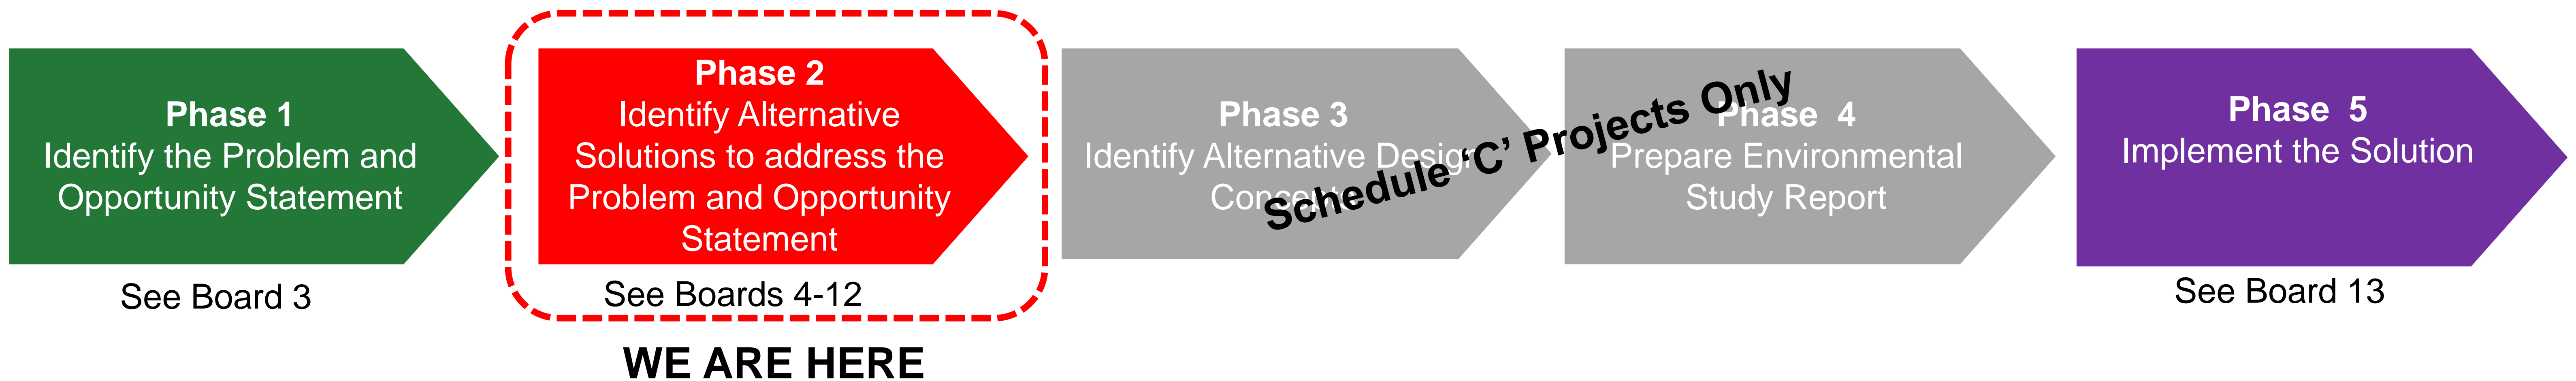 Phase 1
Identify the Problem and
Opportunity Statement
See Board 3
Phase 2
Identify Alternative
Solutions to address the
Problem and Opportunity
Statement
See Boards 4-12
WE ARE HERE
Phase 3
Identify Alternative Design
Concepts
Schedule ‘C’ Projects Only
Phase  4
Prepare Environmental
Study Report
Phase  5
Implement the Solution
See Board 13